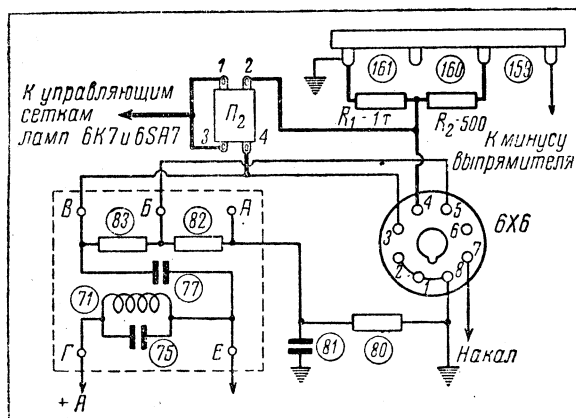 1
2
П2
3
4
К управляющим
сеткам
ламп 6К7 и 6SA7
161
160
159
R1-1т
R2-500
К минусу
выпрямителя
В
Б
А
83
82
77
71
75
Г
Е
+А
81
80
3
4
5
6
7
2
1
8
6Х6
Накал